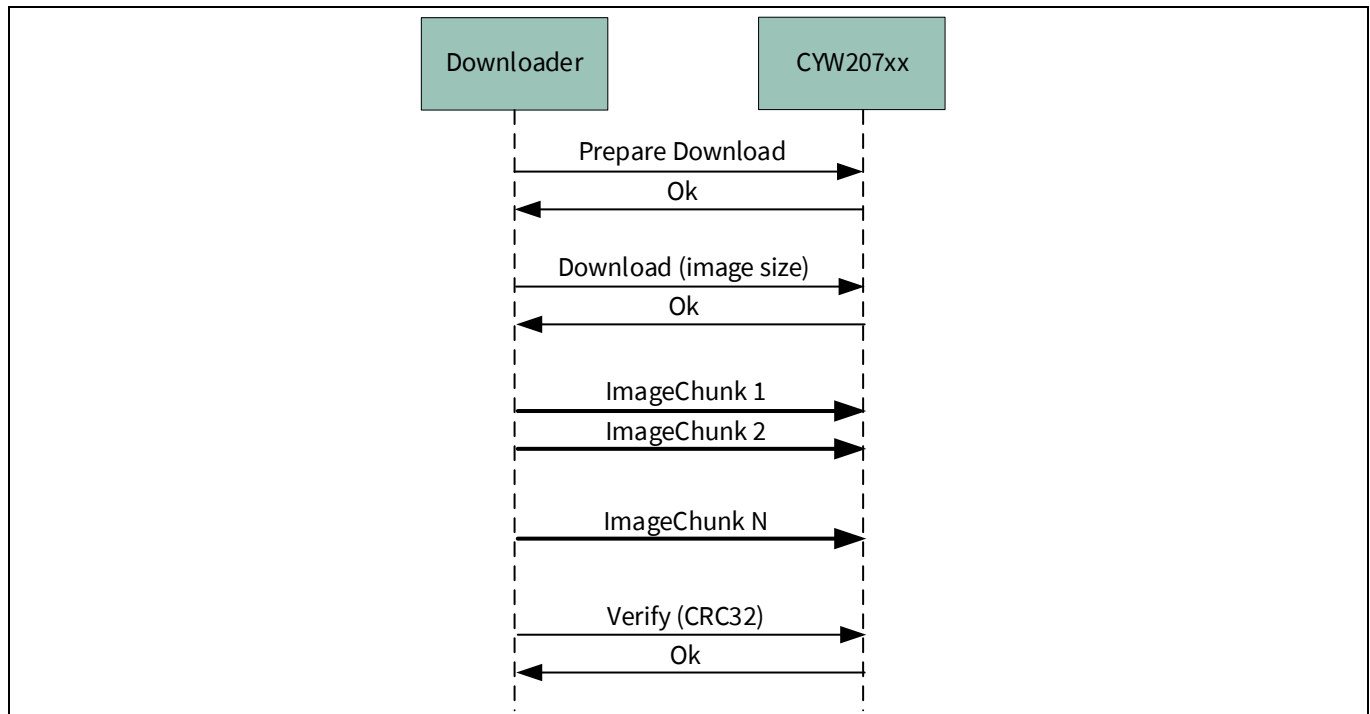 Downloader
CYW207xx
Prepare Download
Ok
Download (image size)
Ok
ImageChunk 1
ImageChunk 2
ImageChunk N
Verify (CRC32)
Ok